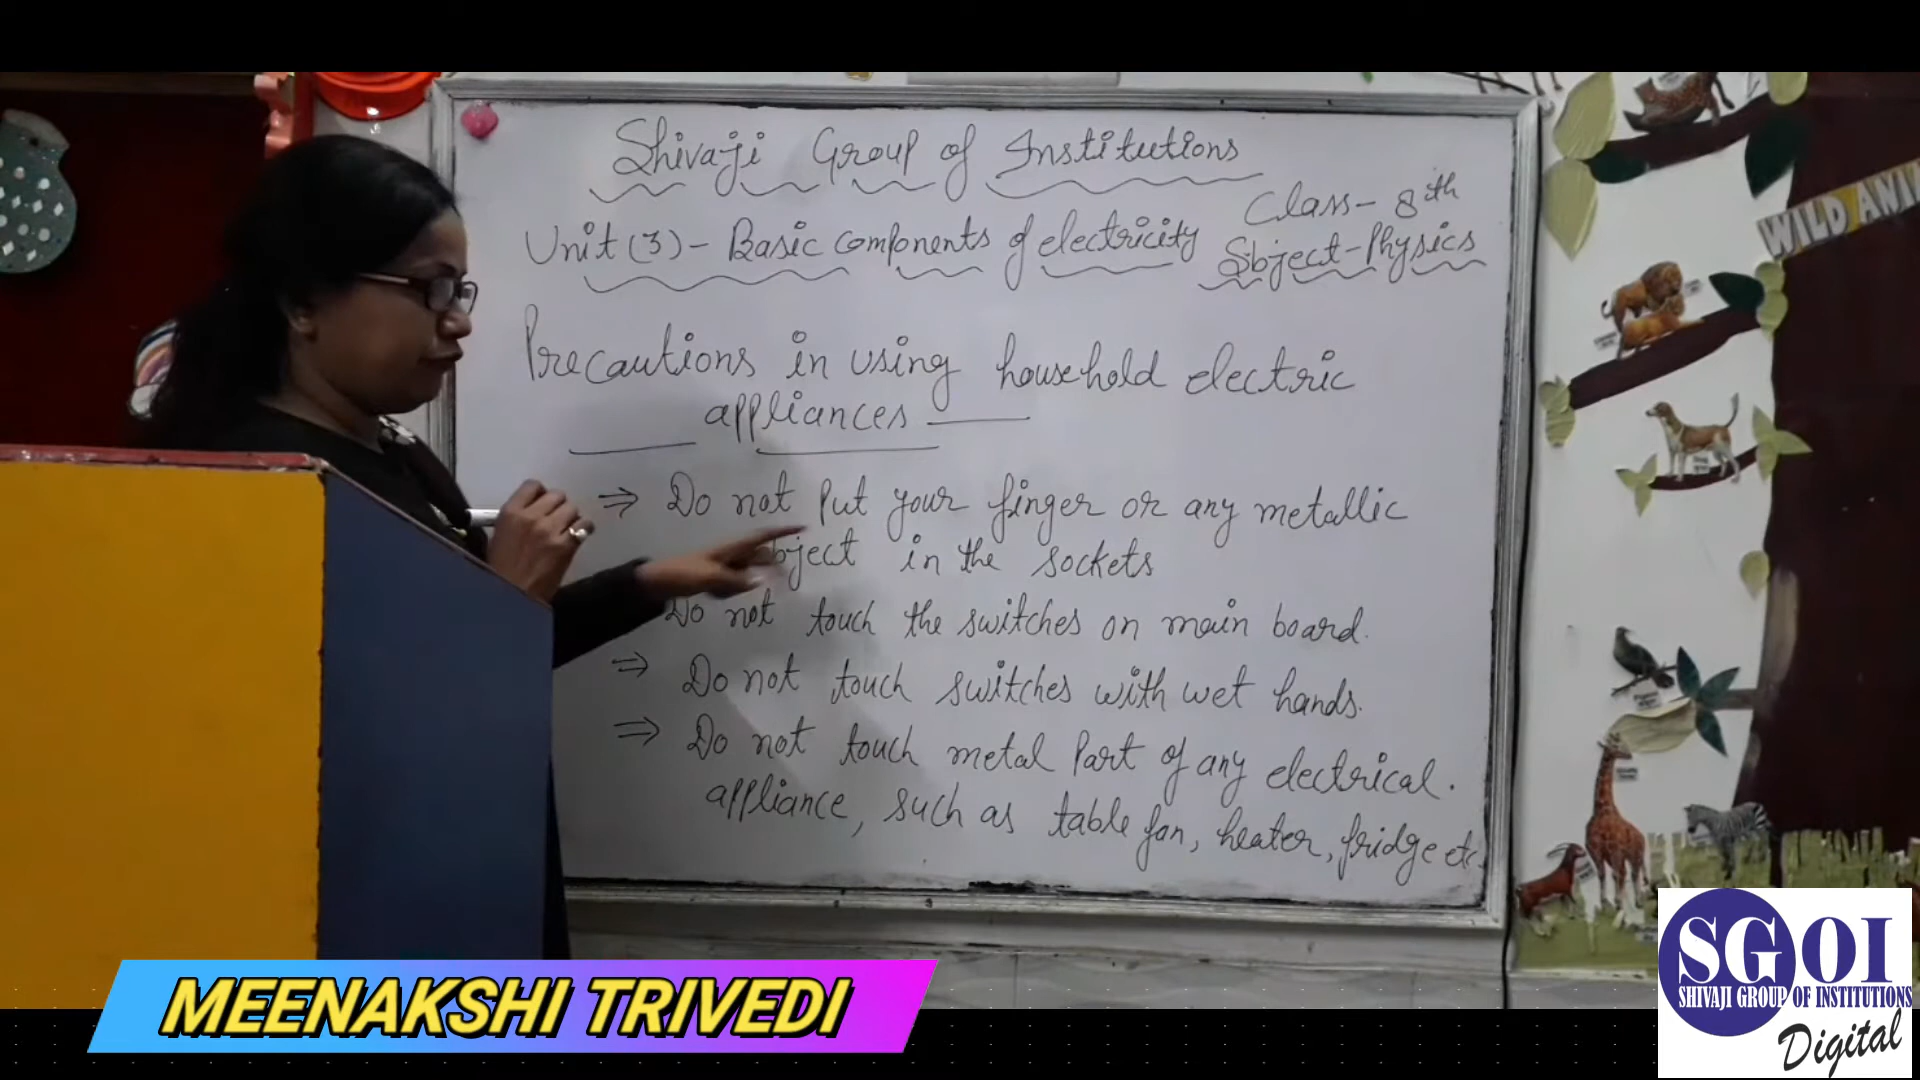 Shivaji Group of Institutions
Class - 8th
Unit (3) - Basic components of electricity
Sbject - Physics
Precautions in using household electric
appliances
⇒ Do not put your finger or any metallic
bject in the sockets
Do not touch the switches on main board.
⇒ Do not touch switches with wet hands.
⇒ Do not touch metal part of any electrical.
appliance, such as table fan, heater, fridge etc.
WILD ANI
MEENAKSHI TRIVEDI
SGOI
SHIVAJI GROUP OF INSTITUTIONS
Digital